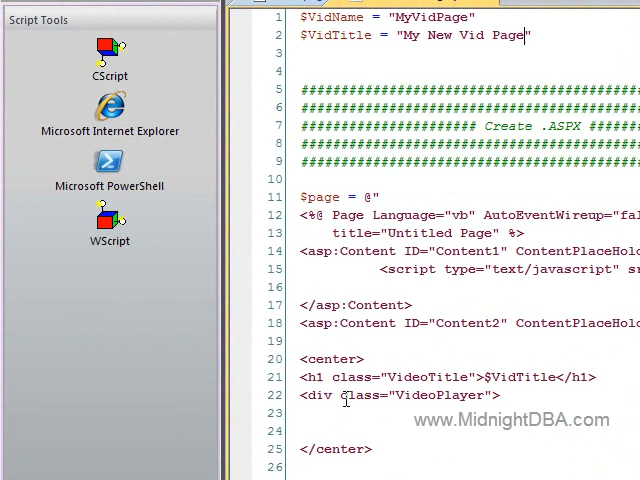 Script Tools
CScript
Microsoft Internet Explorer
Microsoft PowerShell
WScript
1 $VidName = "MyVidPage"
2 $VidTitle = "My New Vid Page"
3
4
5 ##########################################
6 ##########################################
7 ###################### Create .ASPX ######
8 ##########################################
9 ##########################################
10
11 $page = @"
12 <%@ Page Language="vb" AutoEventWireup="fal
13 title="Untitled Page" %>
14 <asp:Content ID="Content1" ContentPlaceHol
15 <script type="text/javascript" sr
16
17 </asp:Content>
18 <asp:Content ID="Content2" ContentPlaceHol
19
20 <center>
21 <h1 class="VideoTitle">$VidTitle</h1>
22 <div class="VideoPlayer">
23
24
25 </center>
26
www.MidnightDBA.com